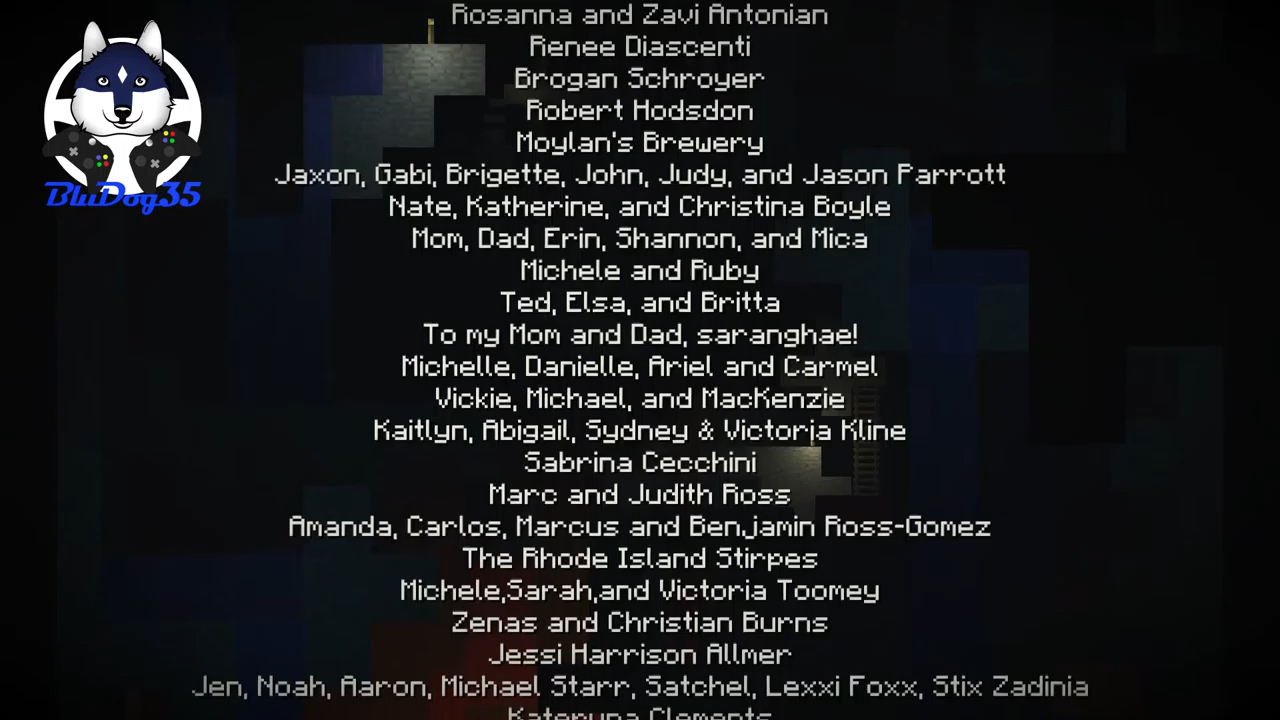 Rosanna and Zavi Antonian
Renee Diascenti
Brogan Schroyer
Robert Hodsdon
Moylan's Brewery
Jaxon, Gabi, Brigette, John, Judy, and Jason Parrott
Nate, Katherine, and Christina Boyle
Mom, Dad, Erin, Shannon, and Mica
Michele and Ruby
Ted, Elsa, and Britta
To my Mom and Dad, saranghae!
Michelle, Danielle, Ariel and Carmel
Vickie, Michael, and MacKenzie
Kaitlyn, Abigail, Sydney & Victoria Kline
Sabrina Cecchini
Marc and Judith Ross
Amanda, Carlos, Marcus and Benjamin Ross-Gomez
The Rhode Island Stirpes
Michele,Sarah,and Victoria Toomey
Zenas and Christian Burns
Jessi Harrison Allmer
Jen, Noah, Aaron, Michael Starr, Satchel, Lexxi Foxx, Stix Zadinia
Kateryna Clements
BluDog35